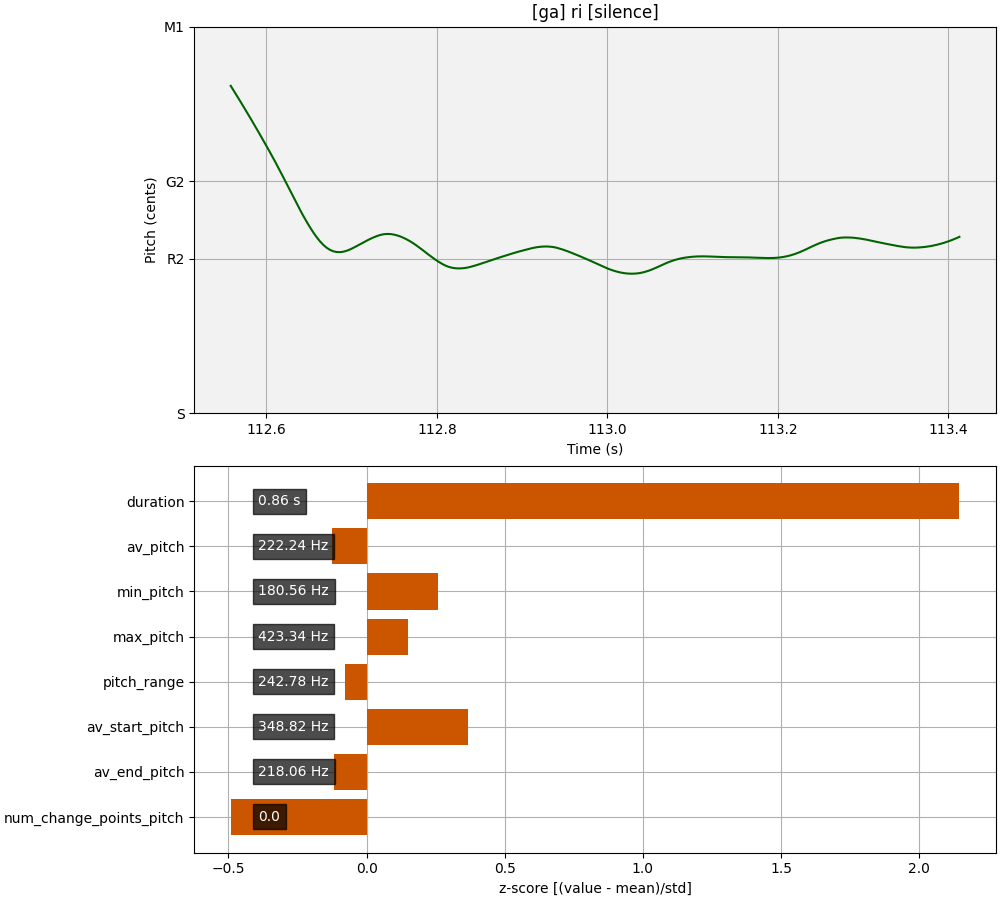 [ga] ri [silence]
M1
G2
R2
S
Pitch (cents)
112.6 112.8 113.0 113.2 113.4
Time (s)
duration 0.86 s
av_pitch 222.24 Hz
min_pitch 180.56 Hz
max_pitch 423.34 Hz
pitch_range 242.78 Hz
av_start_pitch 348.82 Hz
av_end_pitch 218.06 Hz
num_change_points_pitch 0.0
−0.5 0.0 0.5 1.0 1.5 2.0
z-score [(value - mean)/std]